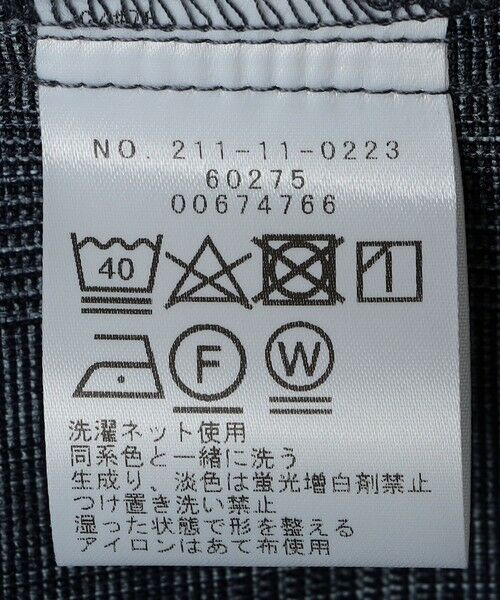 NO. 211-11-0223
60275
00674766
40
F W
洗濯ネット使用
同系色と一緒に洗う
生成り、淡色は蛍光増白剤禁止
つけ置き洗い禁止
湿った状態で形を整える
アイロンはあて布使用